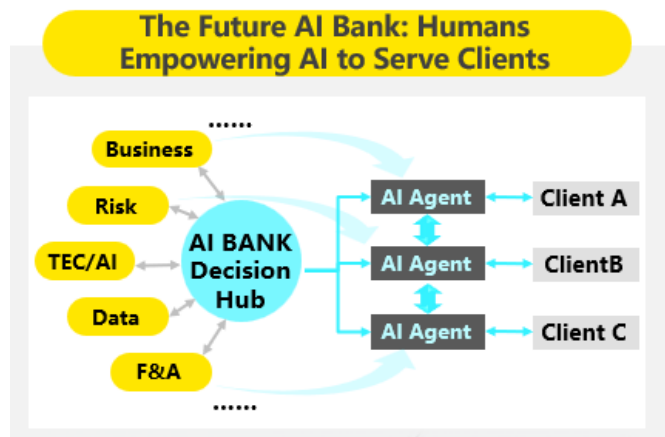 The Future AI Bank: Humans
Empowering AI to Serve Clients
......
Business
Risk
TEC/AI
Data
F&A
......
AI BANK
Decision
Hub
AI Agent
Client A
AI Agent
ClientB
AI Agent
Client C